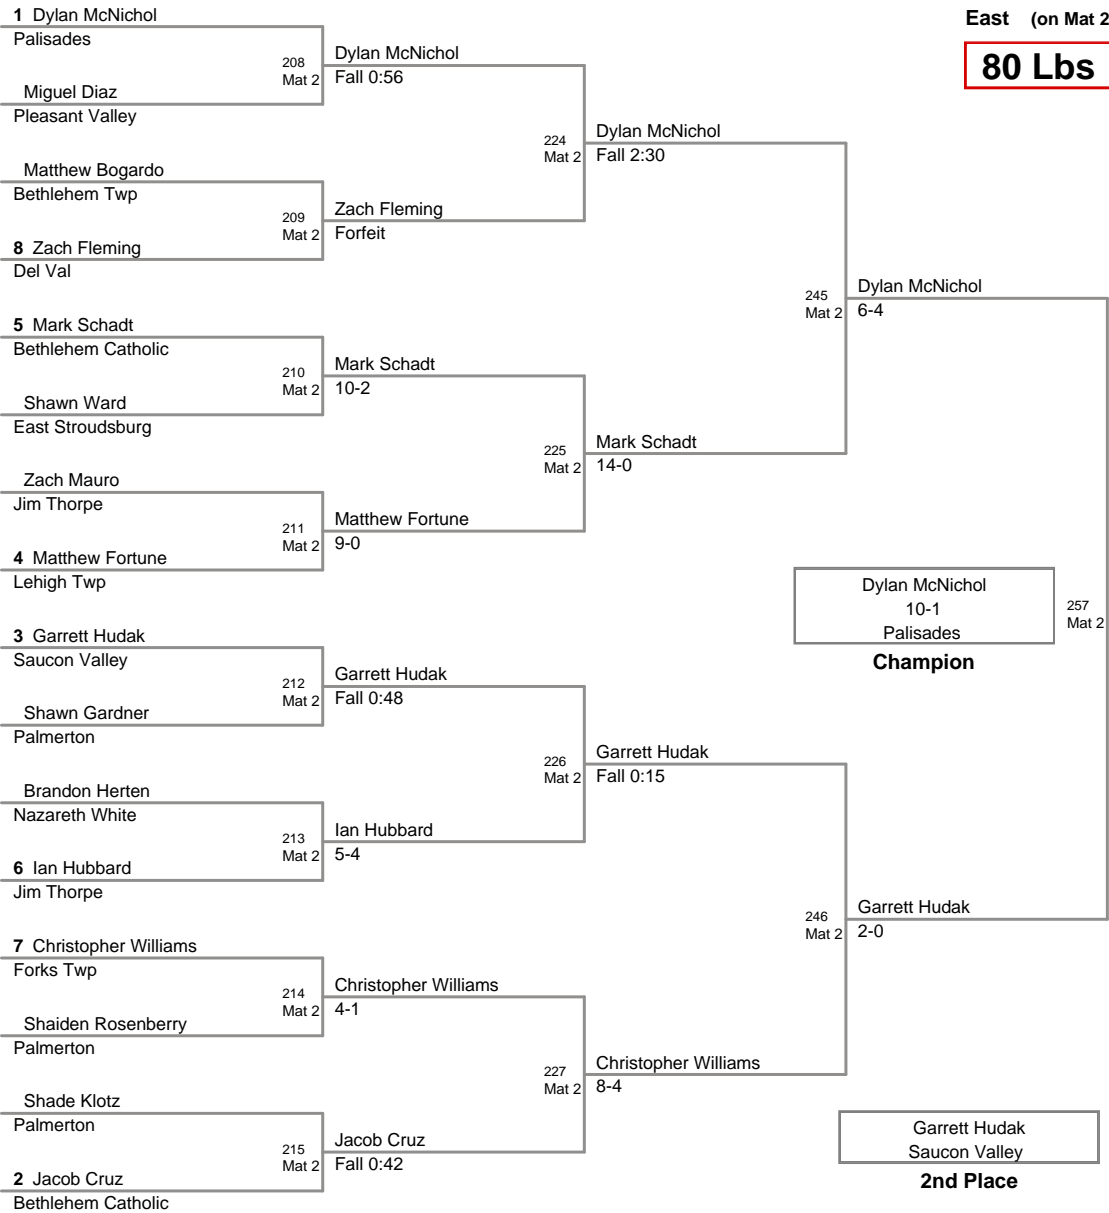 East (on Mat 2
80 Lbs
1 Dylan McNichol
Palisades
208
Mat 2
Dylan McNichol
Fall 0:56
Miguel Diaz
Pleasant Valley
224
Mat 2
Dylan McNichol
Fall 2:30
Matthew Bogardo
Bethlehem Twp
209
Mat 2
Zach Fleming
Forfeit
8 Zach Fleming
Del Val
245
Mat 2
Dylan McNichol
6-4
5 Mark Schadt
Bethlehem Catholic
210
Mat 2
Mark Schadt
10-2
Shawn Ward
East Stroudsburg
225
Mat 2
Mark Schadt
14-0
Zach Mauro
Jim Thorpe
211
Mat 2
Matthew Fortune
9-0
4 Matthew Fortune
Lehigh Twp
Dylan McNichol
10-1
Palisades
Champion
257
Mat 2
3 Garrett Hudak
Saucon Valley
212
Mat 2
Garrett Hudak
Fall 0:48
Shawn Gardner
Palmerton
226
Mat 2
Garrett Hudak
Fall 0:15
Brandon Herten
Nazareth White
213
Mat 2
Ian Hubbard
5-4
6 Ian Hubbard
Jim Thorpe
246
Mat 2
Garrett Hudak
2-0
7 Christopher Williams
Forks Twp
214
Mat 2
Christopher Williams
4-1
Shaiden Rosenberry
Palmerton
227
Mat 2
Christopher Williams
8-4
Shade Klotz
Palmerton
215
Mat 2
Jacob Cruz
Fall 0:42
2 Jacob Cruz
Bethlehem Catholic
Garrett Hudak
Saucon Valley
2nd Place